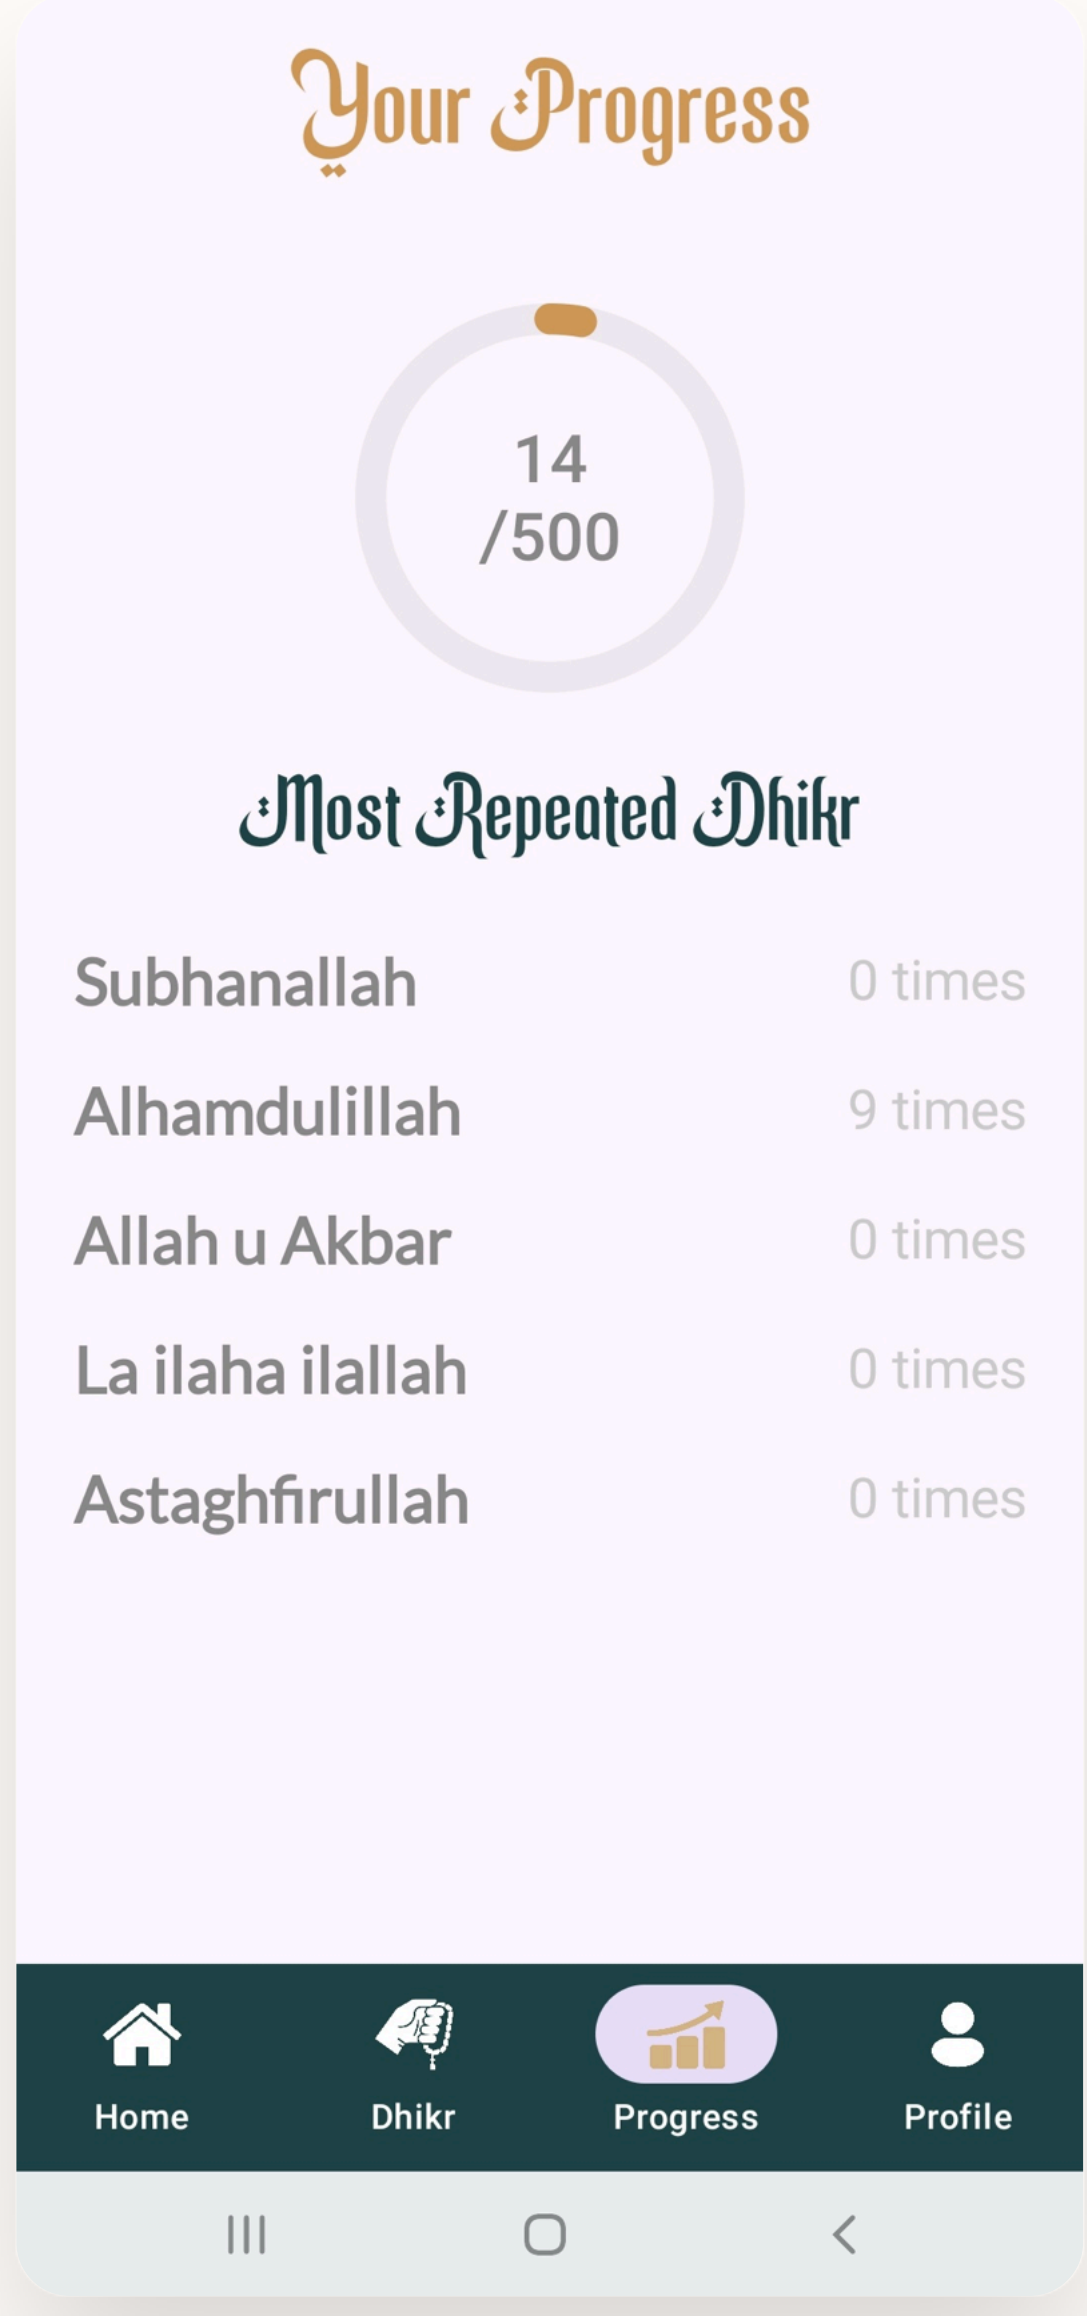 Your Progress
14
/500
Most Repeated Dhikr
Subhanallah 0 times
Alhamdulillah 9 times
Allah u Akbar 0 times
La ilaha ilallah 0 times
Astaghfirullah 0 times
Home Dhikr Progress Profile